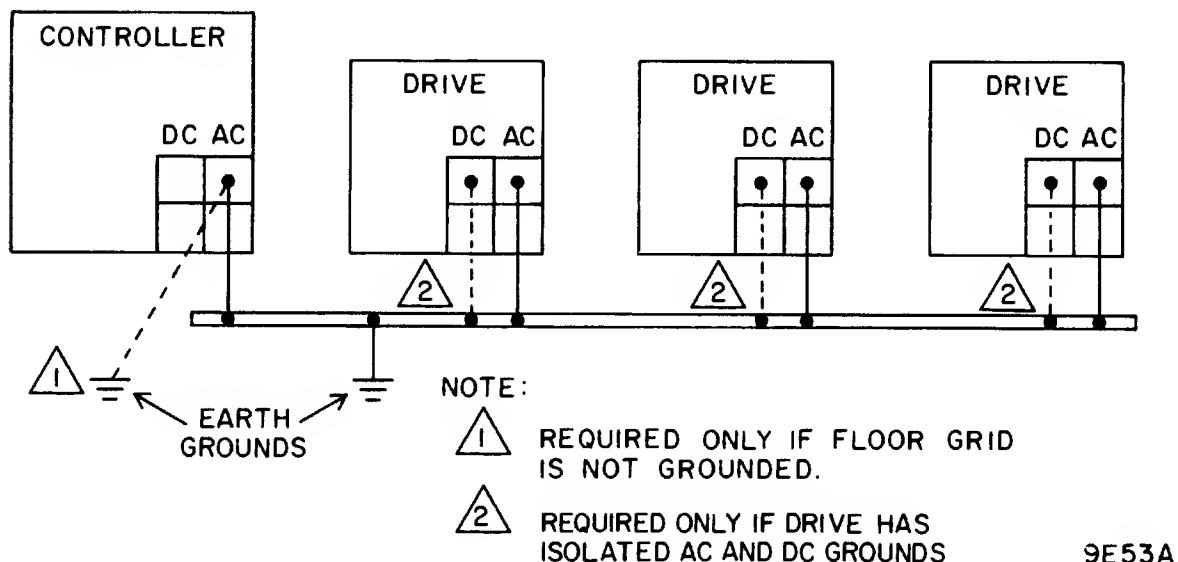 CONTROLLER
DC AC
DRIVE
DC AC
DRIVE
DC AC
DRIVE
DC AC
2
2
2
1
EARTH
GROUNDS
NOTE:
1 REQUIRED ONLY IF FLOOR GRID
IS NOT GROUNDED.
2 REQUIRED ONLY IF DRIVE HAS
ISOLATED AC AND DC GROUNDS
9E53A